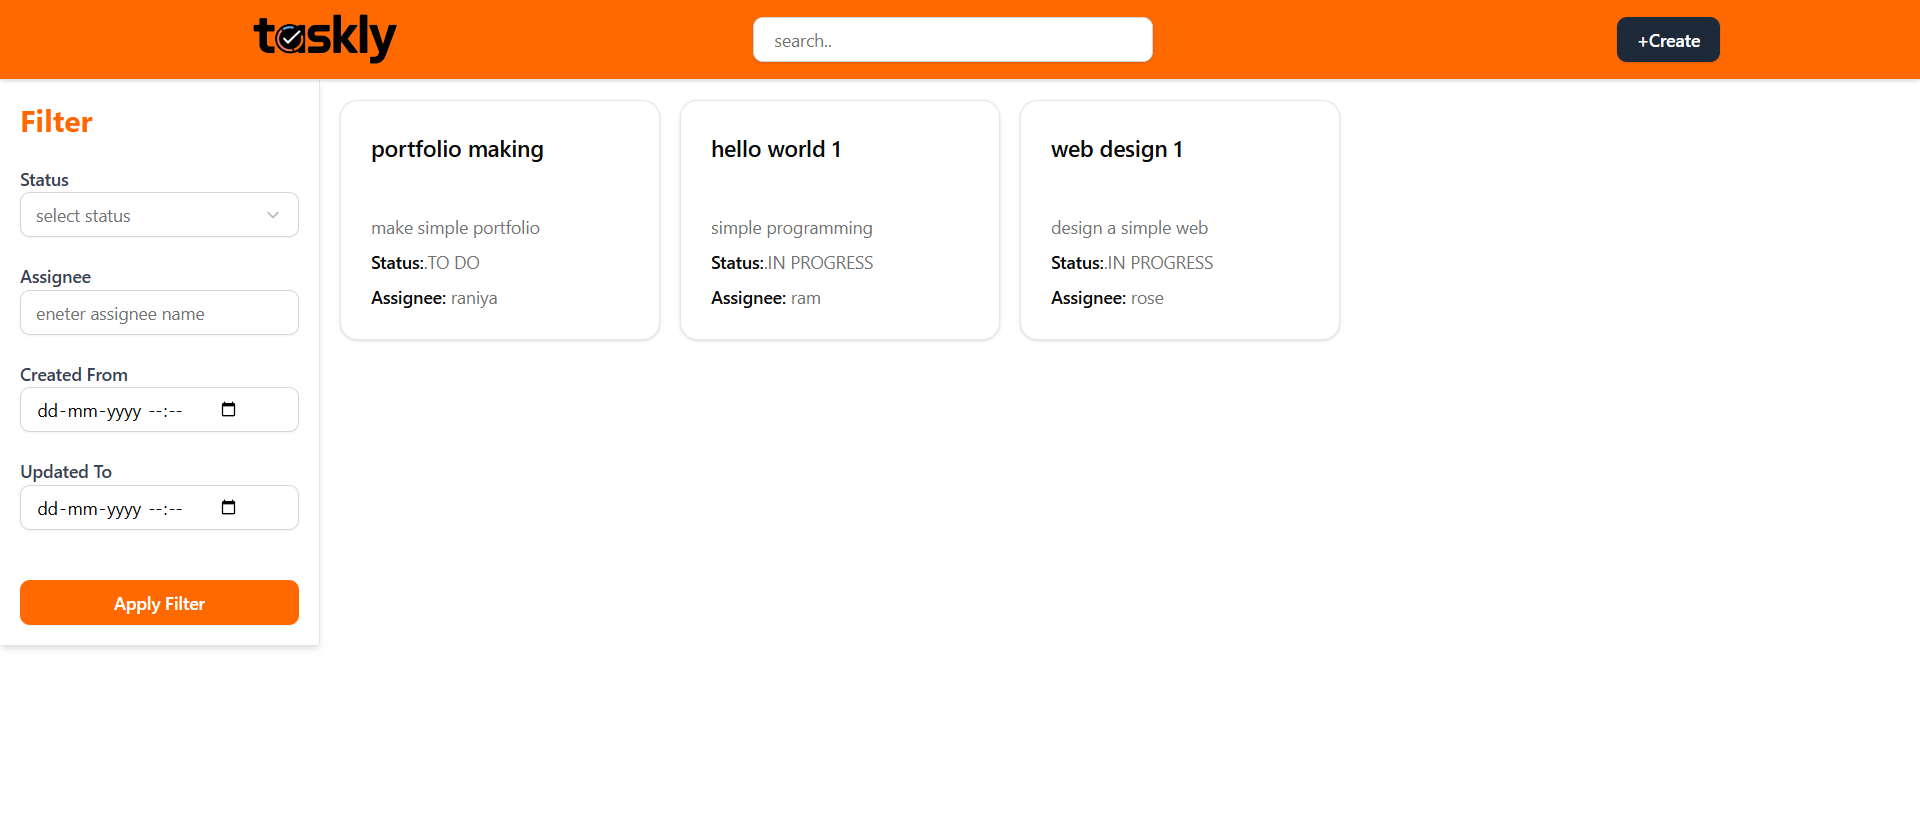 taskly
search..
+Create
Filter
Status
select status
Assignee
eneter assignee name
Created From
dd-mm-yyyy --:--
Updated To
dd-mm-yyyy --:--
Apply Filter
portfolio making
make simple portfolio
Status:.TO DO
Assignee: raniya
hello world 1
simple programming
Status:.IN PROGRESS
Assignee: ram
web design 1
design a simple web
Status:.IN PROGRESS
Assignee: rose